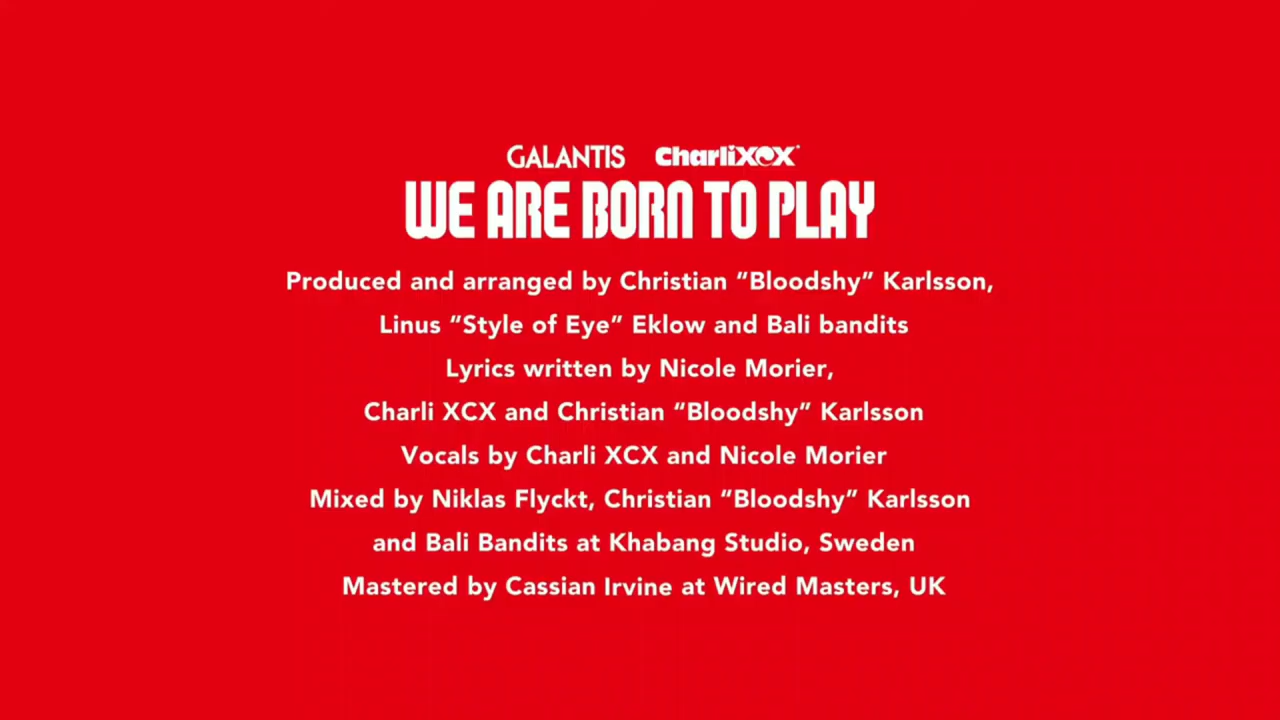 GALANTIS CharliXCX
WE ARE BORN TO PLAY
Produced and arranged by Christian “Bloodshy” Karlsson,
Linus “Style of Eye” Eklow and Bali bandits
Lyrics written by Nicole Morier,
Charli XCX and Christian “Bloodshy” Karlsson
Vocals by Charli XCX and Nicole Morier
Mixed by Niklas Flyckt, Christian “Bloodshy” Karlsson
and Bali Bandits at Khabang Studio, Sweden
Mastered by Cassian Irvine at Wired Masters, UK